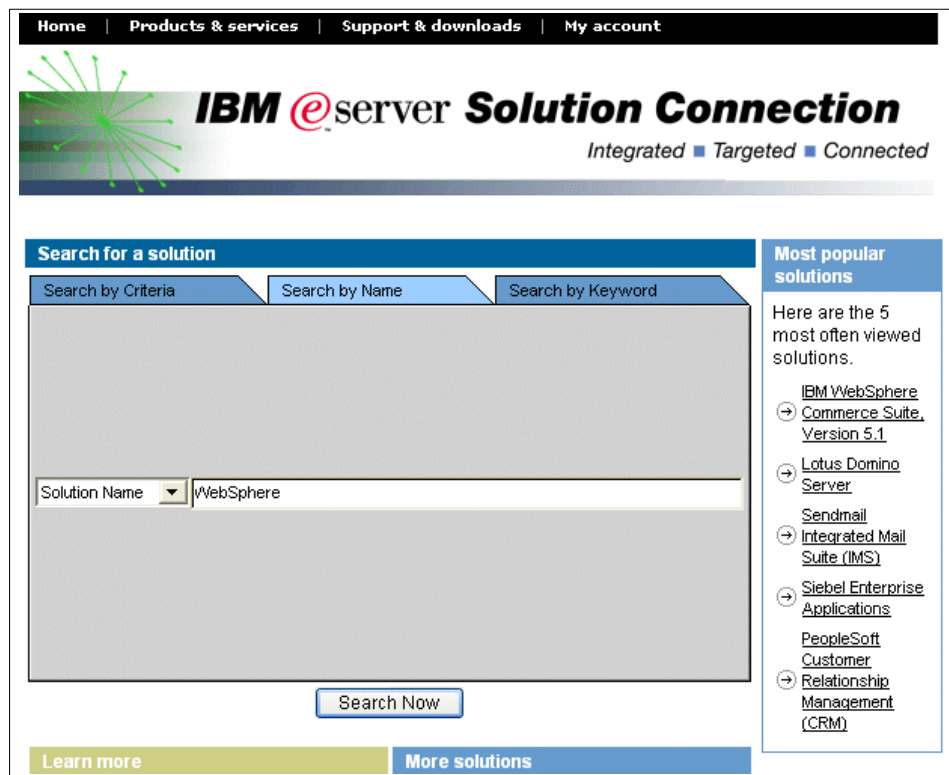 Home | Products & services | Support & downloads | My account
IBM @server Solution Connection
TM
Integrated ■ Targeted ■ Connected
Search for a solution
Search by Criteria
Search by Name
Search by Keyword
Solution Name
WebSphere
Search Now
Most popular
solutions
Here are the 5
most often viewed
solutions.
IBM WebSphere
Commerce Suite,
Version 5.1
Lotus Domino
Server
Sendmail
Integrated Mail
Suite (IMS)
Siebel Enterprise
Applications
PeopleSoft
Customer
Relationship
Management
(CRM)
Learn more
More solutions